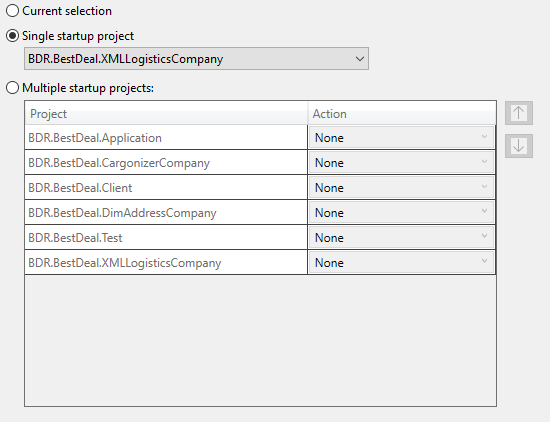 Current selection
Single startup project
BDR.BestDeal.XMLLogisticsCompany
Multiple startup projects:
Project Action
BDR.BestDeal.Application None
BDR.BestDeal.CargonizerCompany None
BDR.BestDeal.Client None
BDR.BestDeal.DimAddressCompany None
BDR.BestDeal.Test None
BDR.BestDeal.XMLLogisticsCompany None